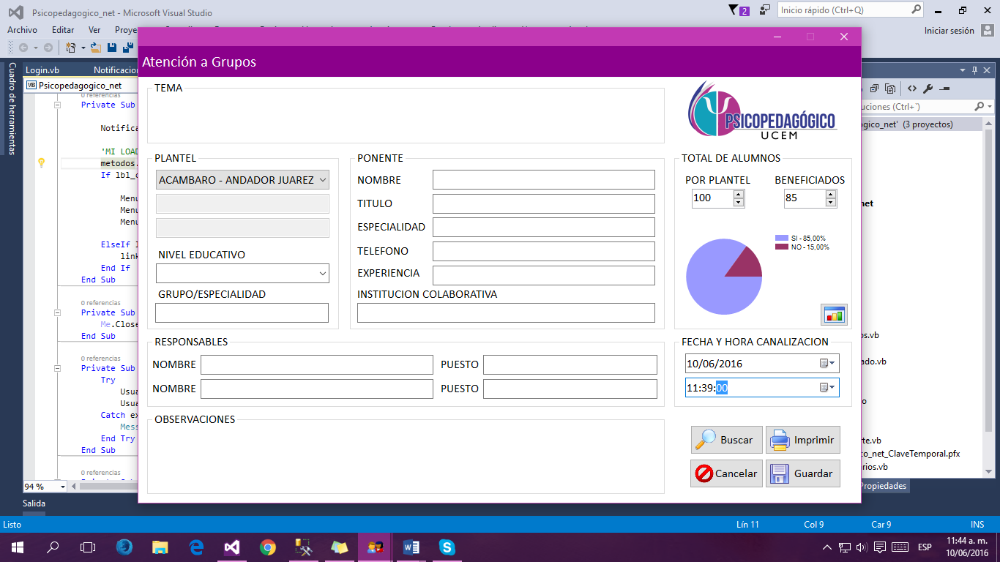 Psicopedagogico_net - Microsoft Visual Studio
2
Inicio rápido (Ctrl+Q)
Archivo Editar Ver Proye
Iniciar sesión
Cuadro de herramientas
Login.vb Notificacion
Psicopedagogico_net
0 referencias
Private Sub
Notifica
'MI LOAD
metodos.
If lbl_c
Menu
Menu
Menu
ElseIf
link
End If
End Sub
0 referencias
Private Sub
Me.Close
End Sub
0 referencias
Private Sub
Try
Usua
Usua
Catch ex
Mess
End Try
End Sub
0 referencias
94 %
Salida
Atención a Grupos
TEMA
PSICOPEDAGÓGICO
UCEM
PLANTEL
ACAMBARO - ANDADOR JUAREZ
NIVEL EDUCATIVO
GRUPO/ESPECIALIDAD
PONENTE
NOMBRE
TITULO
ESPECIALIDAD
TELEFONO
EXPERIENCIA
INSTITUCION COLABORATIVA
TOTAL DE ALUMNOS
POR PLANTEL BENEFICIADOS
100 85
SI - 85,00%
NO - 15,00%
RESPONSABLES
NOMBRE PUESTO
NOMBRE PUESTO
FECHA Y HORA CANALIZACION
10/06/2016
11:39:00
OBSERVACIONES
Buscar Imprimir
Cancelar Guardar
uciones (Ctrl+¨)
ogico_net' (3 proyectos)
net
os.vb
ado.vb
o
rte.vb
co_net_ClaveTemporal.pfx
rios.vb
Propiedades
Listo Lín 11 Col 9 Car 9 INS
ESP
11:44 a. m.
10/06/2016